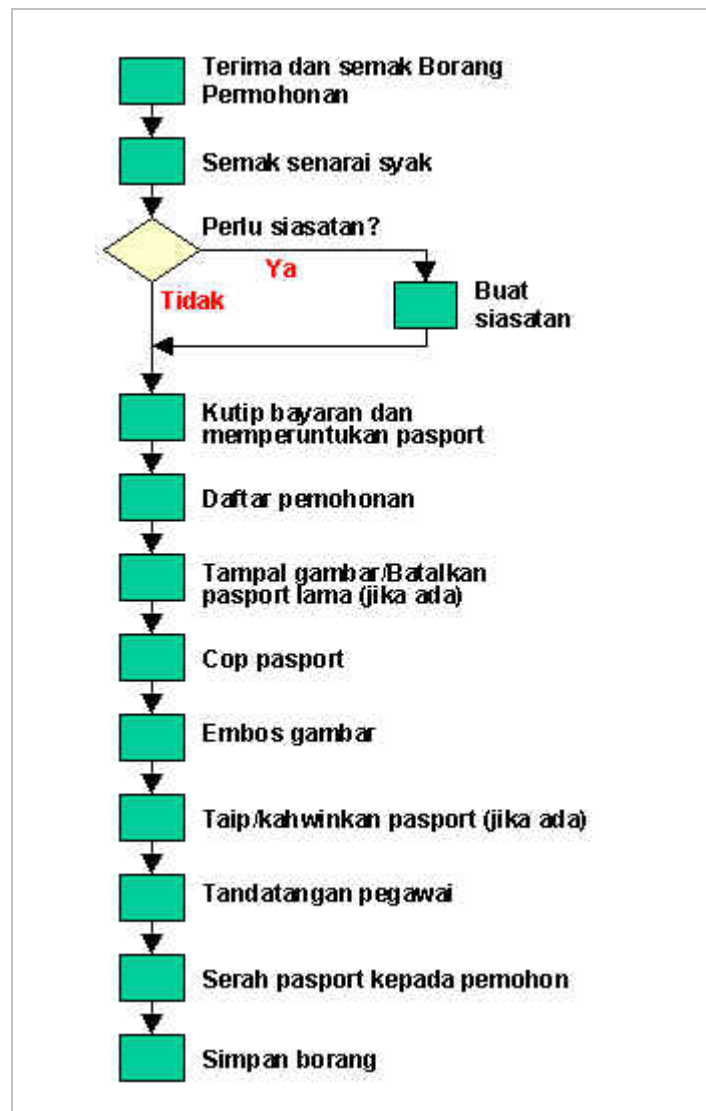 Terima dan semak Borang
Permohonan
Semak senarai syak
Perlu siasatan?
Ya
Tidak
Buat
siasatan
Kutip bayaran dan
memperuntukan pasport
Daftar pemohonan
Tampal gambar/Batalkan
pasport lama (jika ada)
Cop pasport
Embos gambar
Taip/kahwinkan pasport (jika ada)
Tandatangan pegawai
Serah pasport kepada pemohon
Simpan borang